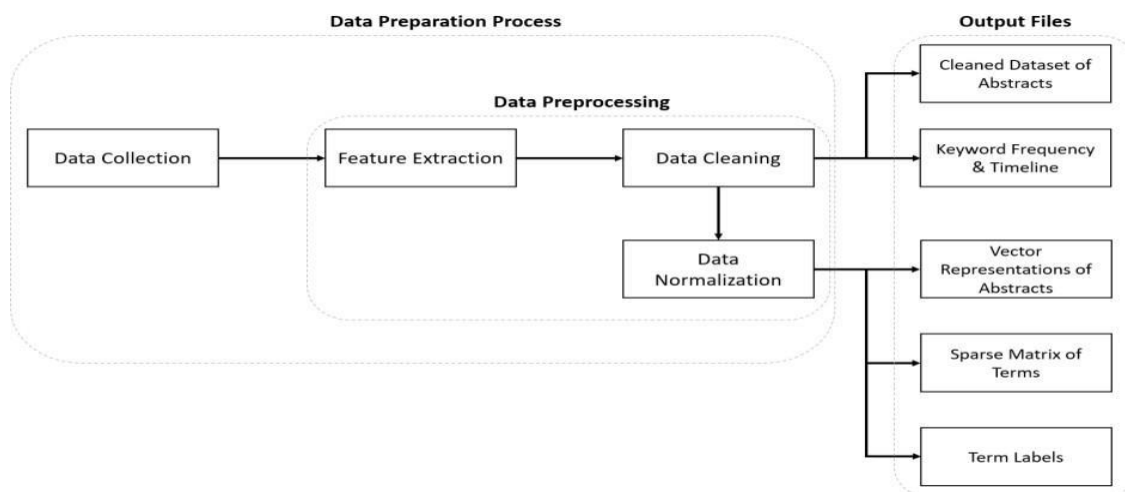 Data Preparation Process
Output Files
Cleaned Dataset of
Abstracts
Data Preprocessing
Data Collection
Feature Extraction
Data Cleaning
Keyword Frequency
& Timeline
Data
Normalization
Vector
Representations of
Abstracts
Sparse Matrix of
Terms
Term Labels